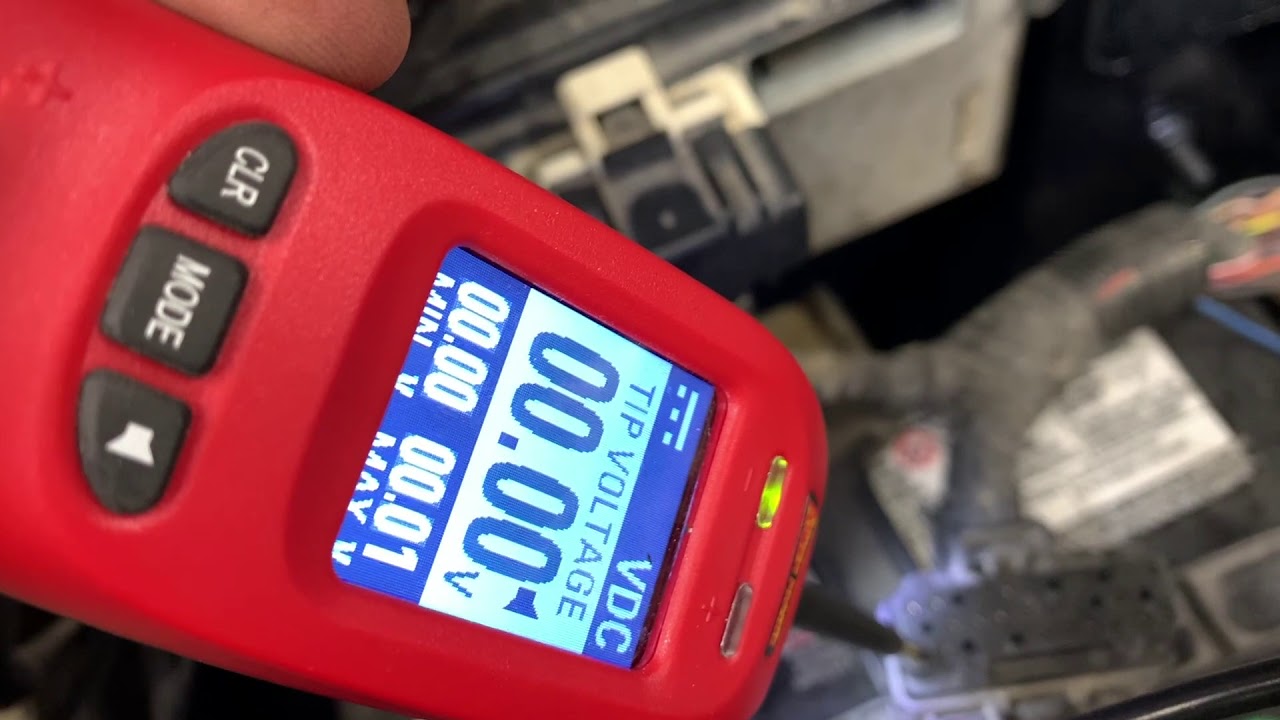 CLR
MODE
VDC
TIP VOLTAGE
00.00 V
00.00 00.01
MIN V MAX V